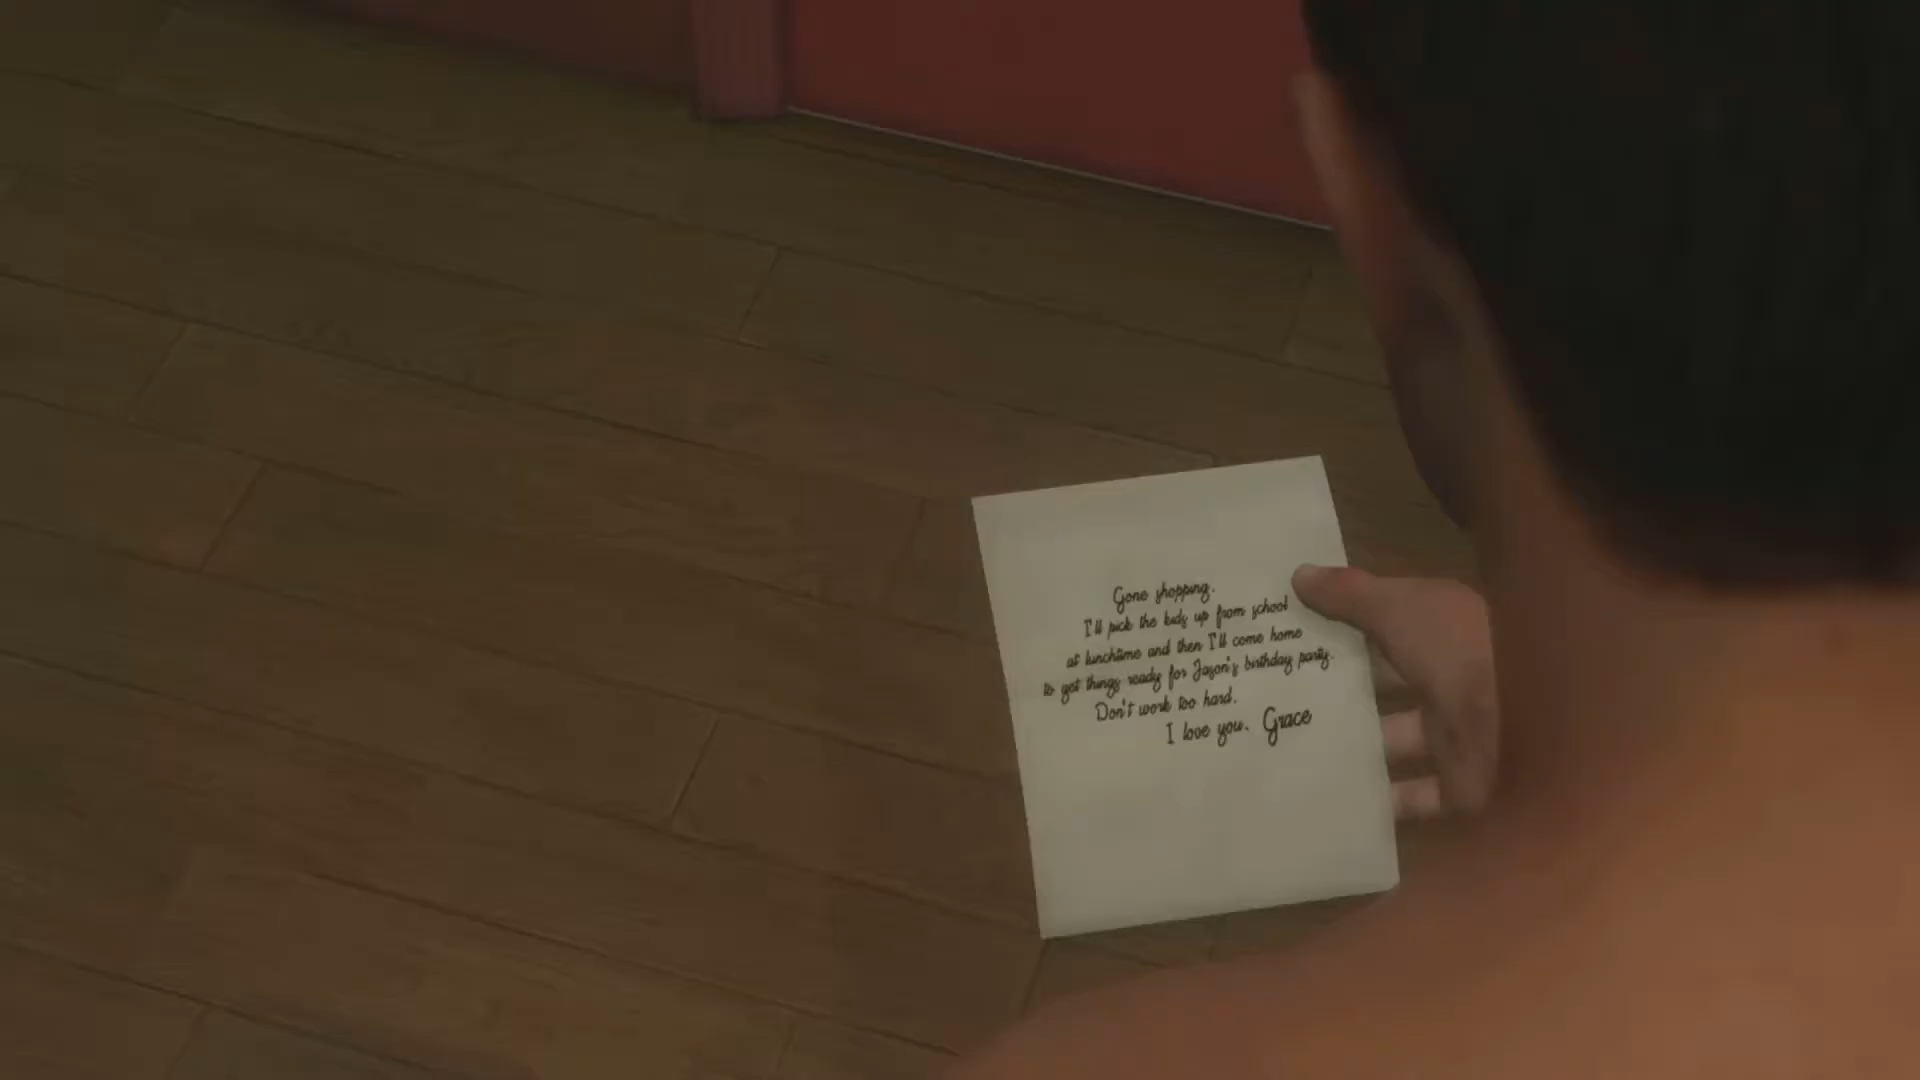 Gone shopping.
I'll pick the kids up from school
at lunchtime and then I'll come home
to get things ready for Jason's birthday party.
Don't work too hard.
I love you. Grace